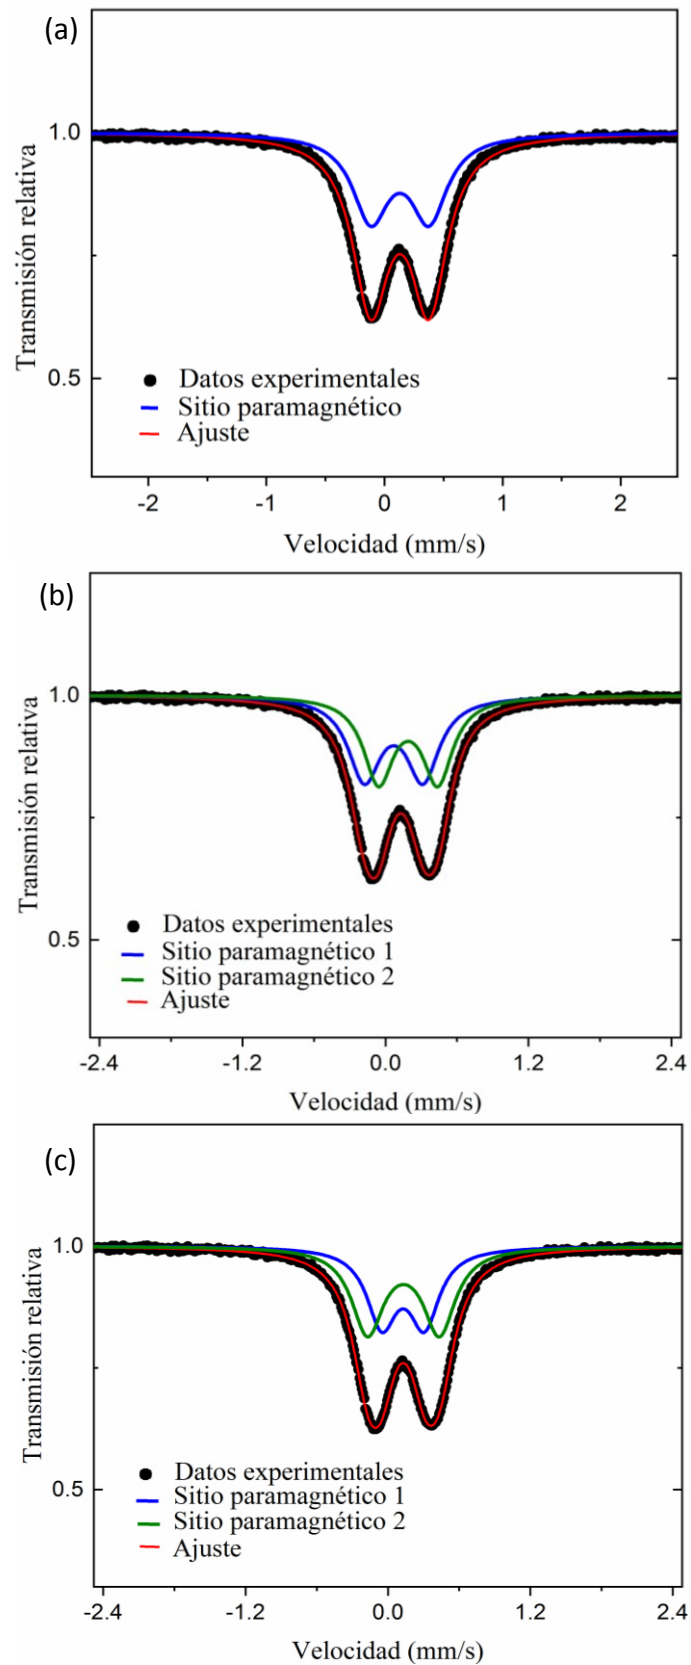 (a)
1.0
0.5
Transmisión relativa
Datos experimentales
Sitio paramagnético
Ajuste
-2 -1 0 1 2
Velocidad (mm/s)
(b)
1.0
0.5
Transmisión relativa
Datos experimentales
Sitio paramagnético 1
Sitio paramagnético 2
Ajuste
-2.4 -1.2 0.0 1.2 2.4
Velocidad (mm/s)
(c)
1.0
0.5
Transmisión relativa
Datos experimentales
Sitio paramagnético 1
Sitio paramagnético 2
Ajuste
-2.4 -1.2 0.0 1.2 2.4
Velocidad (mm/s)